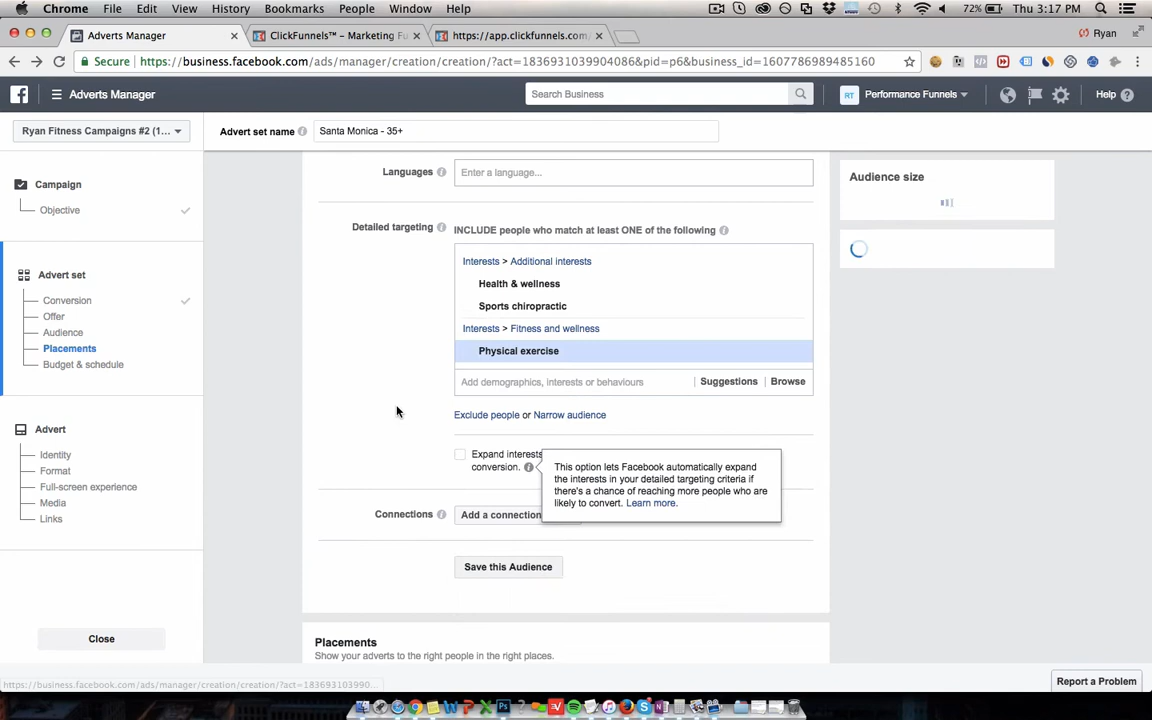 Chrome File Edit View History Bookmarks People Window Help 72% Thu 3:17 PM
Adverts Manager ClickFunnels™ – Marketing Fu https://app.clickfunnels.com/ Ryan
Secure https://business.facebook.com/ads/manager/creation/creation/?act=1836931039904086&pid=p6&business_id=1607786989485160
Adverts Manager Search Business RT Performance Funnels Help
Ryan Fitness Campaigns #2 (1... Advert set name Santa Monica - 35+
Languages Enter a language...
Audience size
Campaign
Objective
Detailed targeting INCLUDE people who match at least ONE of the following
Interests > Additional interests
Health & wellness
Sports chiropractic
Interests > Fitness and wellness
Physical exercise
Add demographics, interests or behaviours Suggestions Browse
Exclude people or Narrow audience
Advert set
Conversion
Offer
Audience
Placements
Budget & schedule
Expand interests
conversion.
This option lets Facebook automatically expand
the interests in your detailed targeting criteria if
there's a chance of reaching more people who are
likely to convert. Learn more.
Connections Add a connection
Save this Audience
Advert
Identity
Format
Full-screen experience
Media
Links
Close
Placements
Show your adverts to the right people in the right places.
Report a Problem
https://business.facebook.com/ads/manager/creation/creation/?act=183693103990...